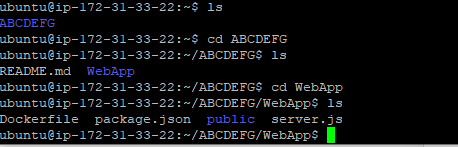 ubuntu@ip-172-31-33-22:~$ ls
ABCDEFG
ubuntu@ip-172-31-33-22:~$ cd ABCDEFG
ubuntu@ip-172-31-33-22:~/ABCDEFG$ ls
README.md  WebApp
ubuntu@ip-172-31-33-22:~/ABCDEFG$ cd WebApp
ubuntu@ip-172-31-33-22:~/ABCDEFG/WebApp$ ls
Dockerfile  package.json  public  server.js
ubuntu@ip-172-31-33-22:~/ABCDEFG/WebApp$